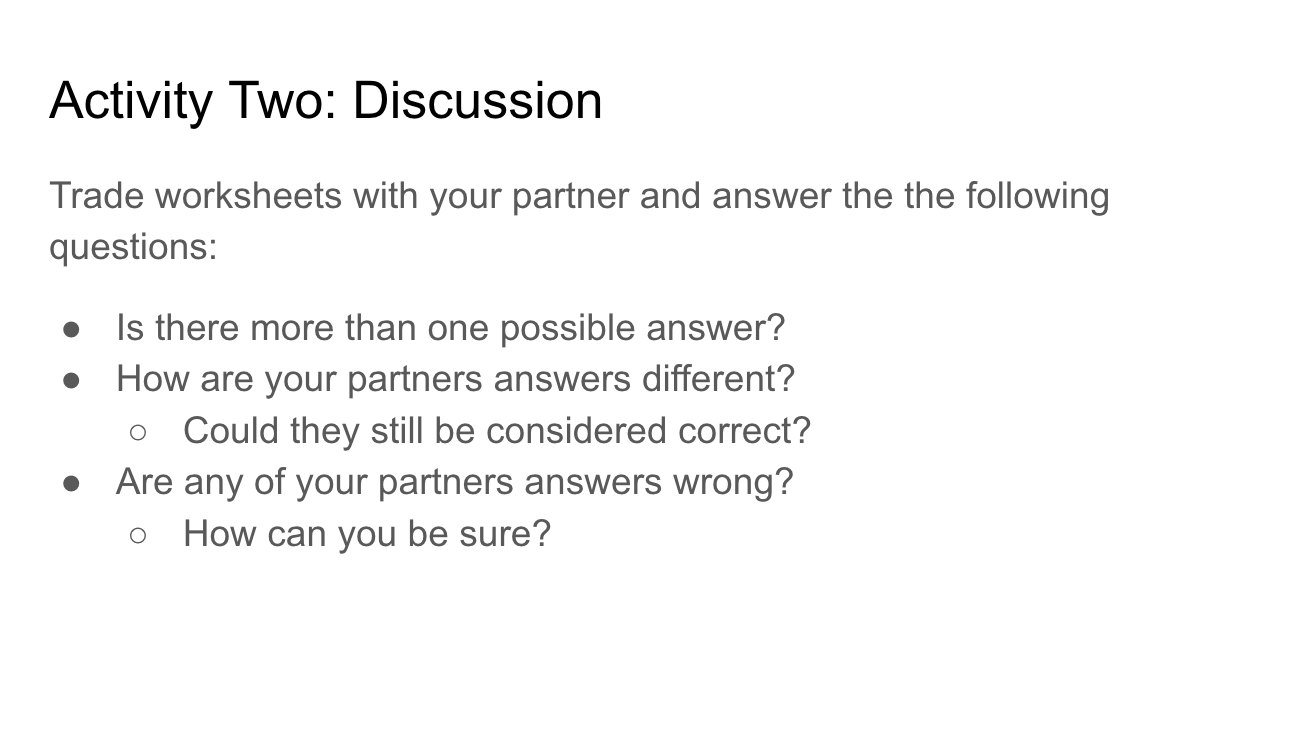 Activity Two: Discussion
Trade worksheets with your partner and answer the the following
questions:
● Is there more than one possible answer?
● How are your partners answers different?
○ Could they still be considered correct?
● Are any of your partners answers wrong?
○ How can you be sure?